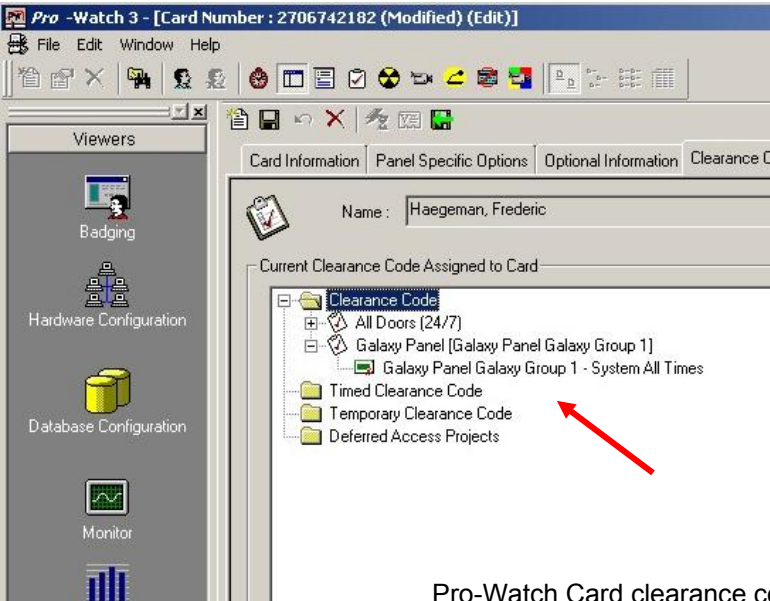 Pro -Watch 3 - [Card Number : 2706742182 (Modified) (Edit)]
File Edit Window Help
Viewers
Badging
Hardware Configuration
Database Configuration
Monitor
Card Information Panel Specific Options Optional Information Clearance C
Name : Haegeman, Frederic
Current Clearance Code Assigned to Card
Clearance Code
All Doors (24/7)
Galaxy Panel [Galaxy Panel Galaxy Group 1]
Galaxy Panel Galaxy Group 1 - System All Times
Timed Clearance Code
Temporary Clearance Code
Deferred Access Projects
Pro-Watch Card clearance co